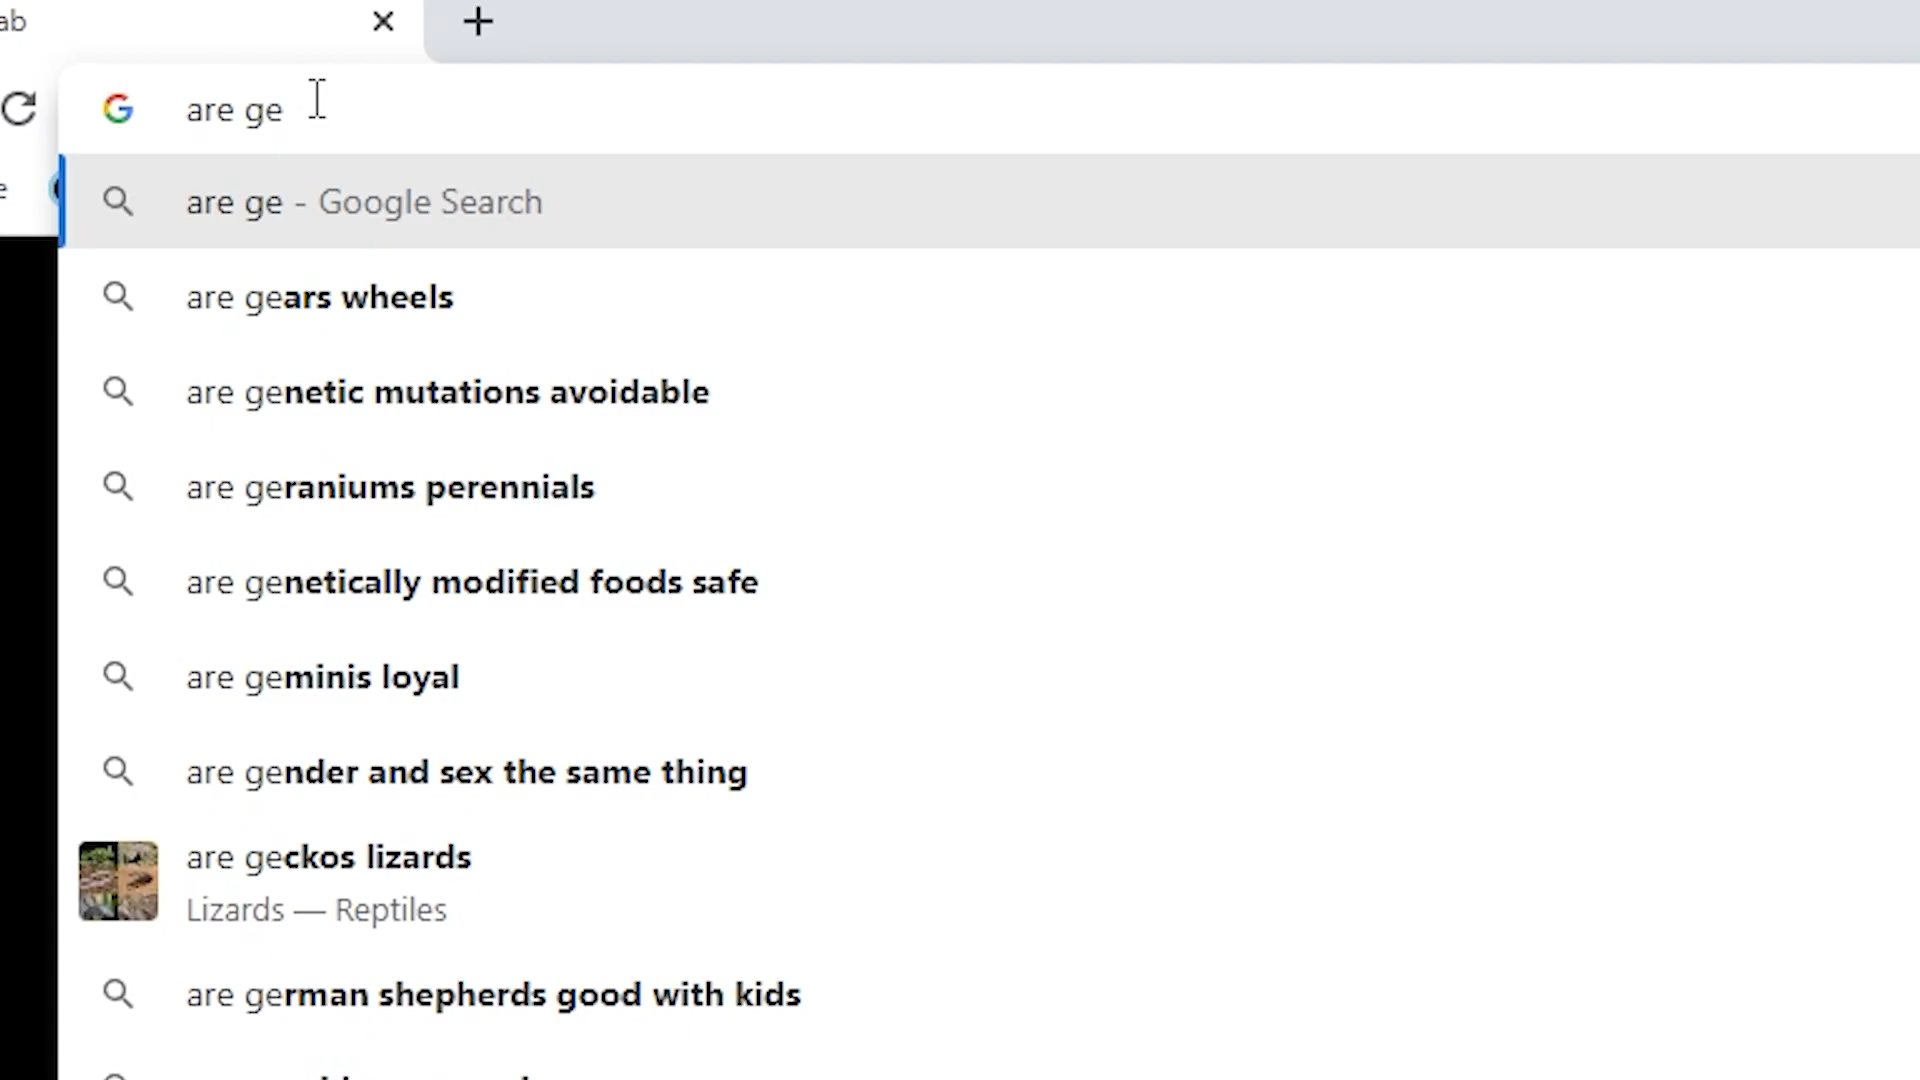 ab
are ge
e
are ge - Google Search
are gears wheels
are genetic mutations avoidable
are geraniums perennials
are genetically modified foods safe
are geminis loyal
are gender and sex the same thing
are geckos lizards
Lizards — Reptiles
are german shepherds good with kids